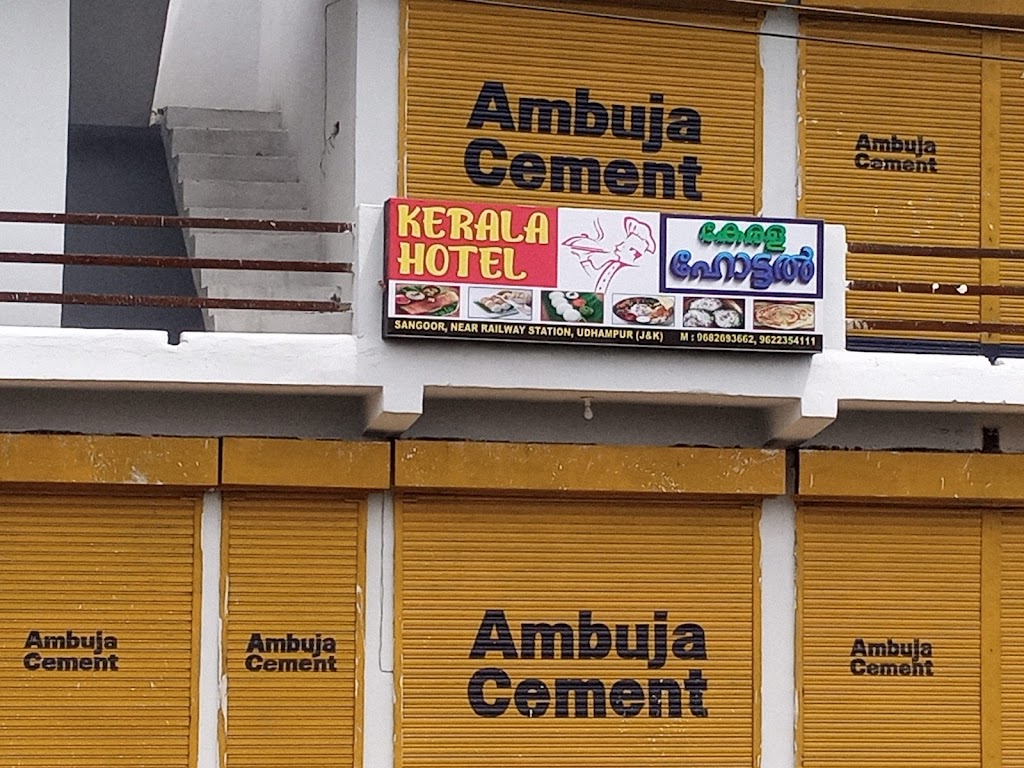 Ambuja
Cement
Ambuja
Cement
KERALA
HOTEL
കേരള
ഹോട്ടൽ
SANGOOR, NEAR RAILWAY STATION, UDHAMPUR (J&K) M : 9682693662, 9622354111
Ambuja
Cement
Ambuja
Cement
Ambuja
Cement
Ambuja
Cement